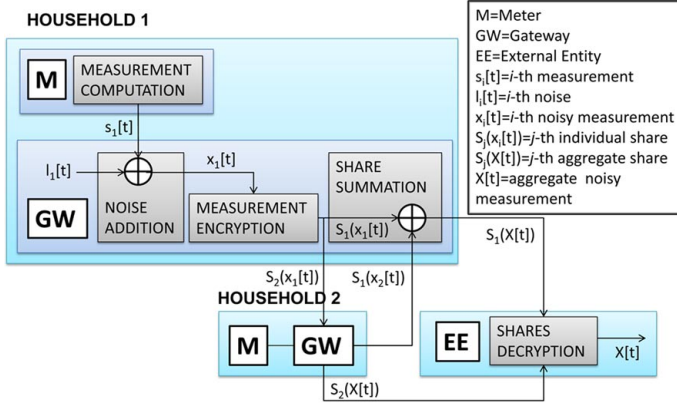 HOUSEHOLD 1
M=Meter
GW=Gateway
EE=External Entity
sᵢ[t]=i-th measurement
lᵢ[t]=i-th noise
xᵢ[t]=i-th noisy measurement
Sⱼ(xᵢ[t])=j-th individual share
Sⱼ(X[t])=j-th aggregate share
X[t]=aggregate noisy
measurement
M
MEASUREMENT
COMPUTATION
s₁[t]
l₁[t]
x₁[t]
SHARE
SUMMATION
GW
NOISE
ADDITION
MEASUREMENT
ENCRYPTION
S₁(x₁[t])
S₁(X[t])
S₂(x₁[t])
S₁(x₂[t])
HOUSEHOLD 2
M
GW
EE
SHARES
DECRYPTION
X[t]
S₂(X[t])